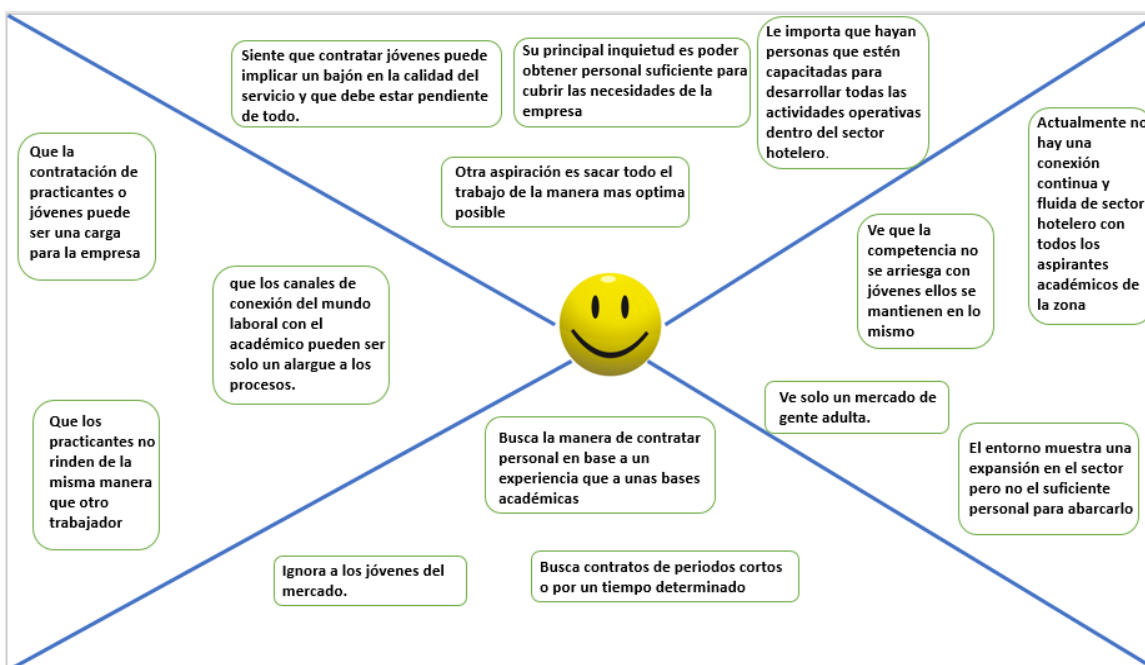 Siente que contratar jóvenes puede
implicar un bajón en la calidad del
servicio y que debe estar pendiente
de todo.
Su principal inquietud es poder
obtener personal suficiente para
cubrir las necesidades de la
empresa
Le importa que hayan
personas que estén
capacitadas para
desarrollar todas las
actividades operativas
dentro del sector
hotelero.
Otra aspiración es sacar todo el
trabajo de la manera mas optima
posible
Que la
contratación de
practicantes o
jóvenes puede
ser una carga
para la empresa
que los canales de
conexión del mundo
laboral con el
académico pueden ser
solo un alargue a los
procesos.
Que los
practicantes no
rinden de la
misma manera
que otro
trabajador
Actualmente no
hay una
conexión
continua y
fluida de sector
hotelero con
todos los
aspirantes
académicos de
la zona
Ve que la
competencia no
se arriesga con
jóvenes ellos se
mantienen en lo
mismo
Ve solo un mercado de
gente adulta.
El entorno muestra una
expansión en el sector
pero no el suficiente
personal para abarcarlo
Busca la manera de contratar
personal en base a un
experiencia que a unas bases
académicas
Ignora a los jóvenes del
mercado.
Busca contratos de periodos cortos
o por un tiempo determinado